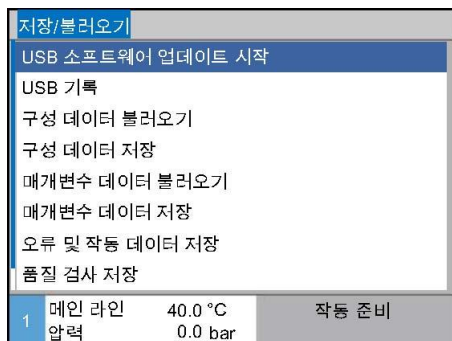 저장/불러오기
USB 소프트웨어 업데이트 시작
USB 기록
구성 데이터 불러오기
구성 데이터 저장
매개변수 데이터 불러오기
매개변수 데이터 저장
오류 및 작동 데이터 저장
품질 검사 저장
1 메인 라인 40.0 °C 작동 준비
압력 0.0 bar